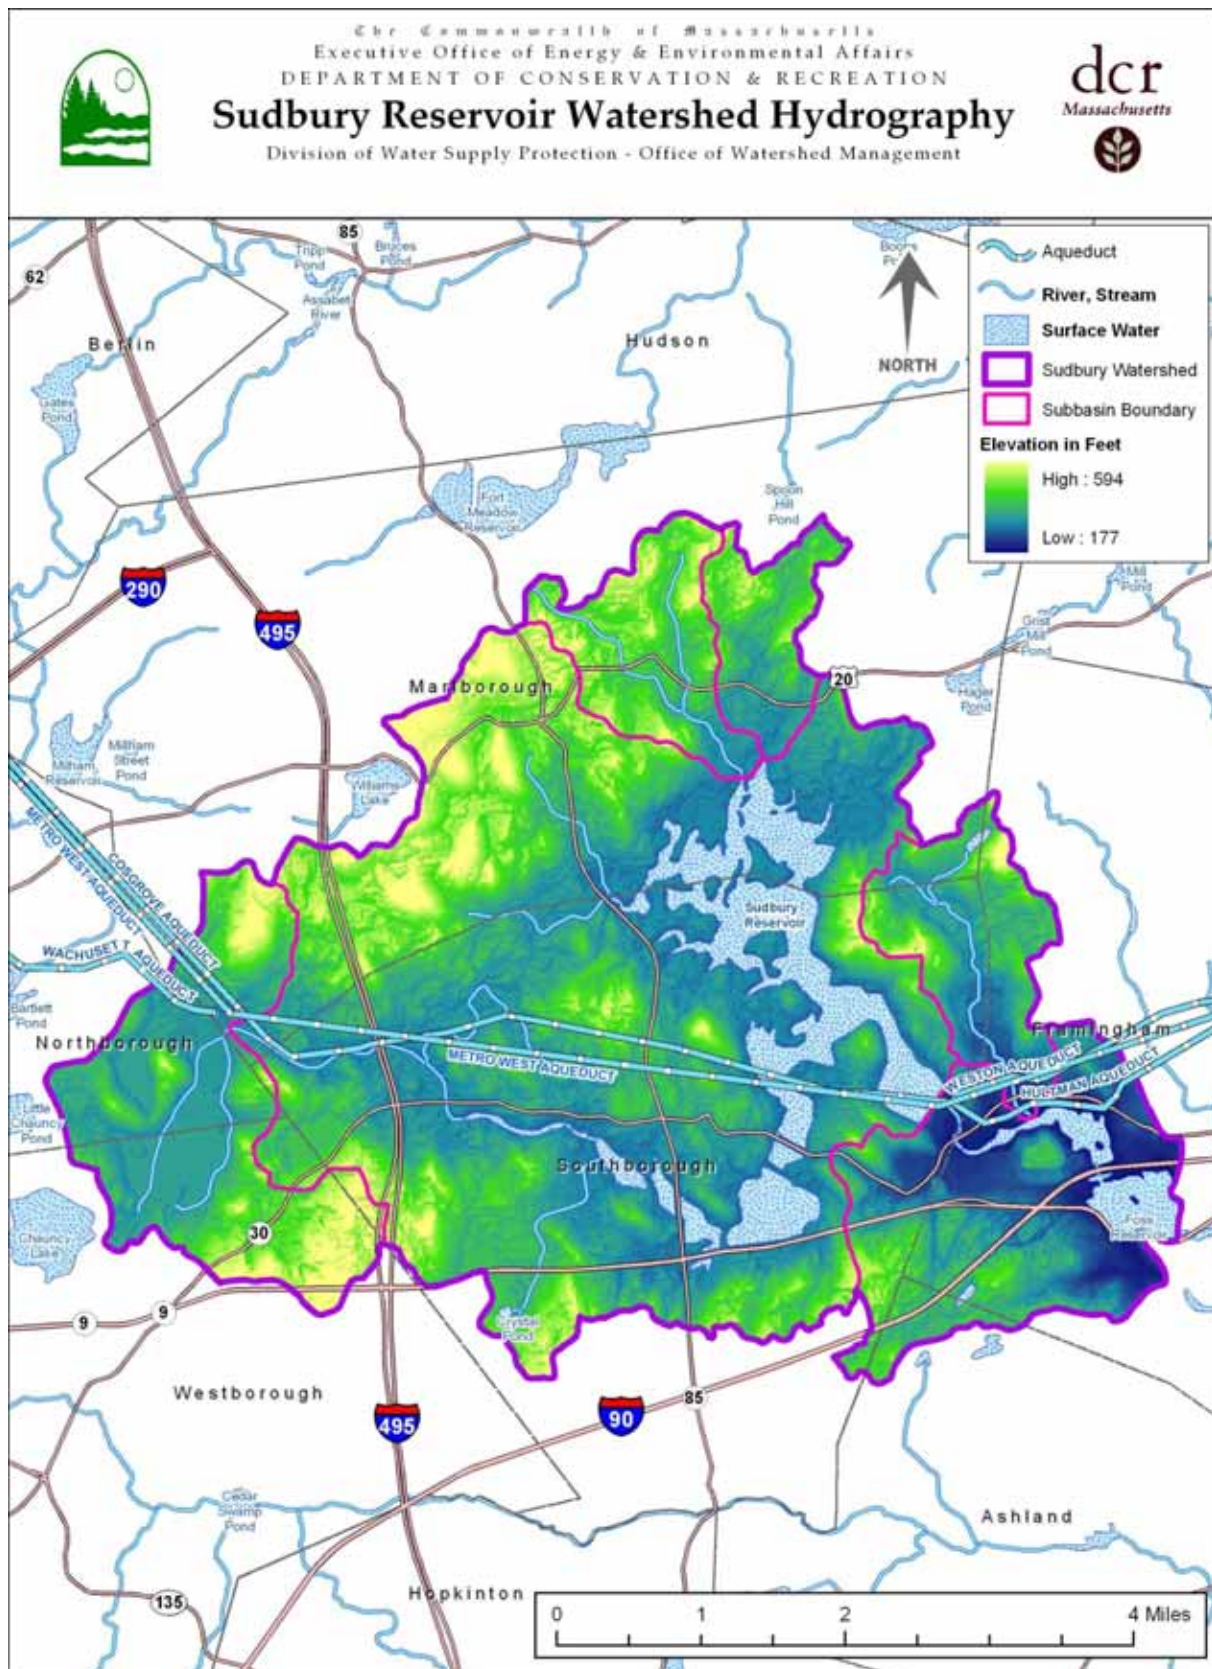 The Commonwealth of Massachusetts
Executive Office of Energy & Environmental Affairs
DEPARTMENT OF CONSERVATION & RECREATION
Sudbury Reservoir Watershed Hydrography
Division of Water Supply Protection - Office of Watershed Management
dcr
Massachusetts
Aqueduct
River, Stream
Surface Water
Sudbury Watershed
Subbasin Boundary
Elevation in Feet
High : 594
Low : 177
NORTH
85
62
Tripp
Pond
Bruces
Pond
Assabet
River
Berlin
Hudson
Gates
Pond
Fort
Meadow
Reservoir
Spoon
Hill
Pond
290
495
Mill
Pond
Grist
Mill
Pond
Hager
Pond
20
Marlborough
Millham
Reservoir
Millham
Street
Pond
Williams
Lake
METRO WEST AQUEDUCT
COSGROVE AQUEDUCT
WACHUSETT AQUEDUCT
Sudbury
Reservoir
Bartlett
Pond
Northborough
Framingham
METRO WEST AQUEDUCT
WESTON AQUEDUCT
HULTMAN AQUEDUCT
Little
Chauncy
Pond
Southborough
Chauncy
Lake
30
Foss
Reservoir
9
9
Crystal
Pond
Westborough
495
90
85
Cedar
Swamp
Pond
Ashland
135
Hopkinton
0 1 2 4 Miles